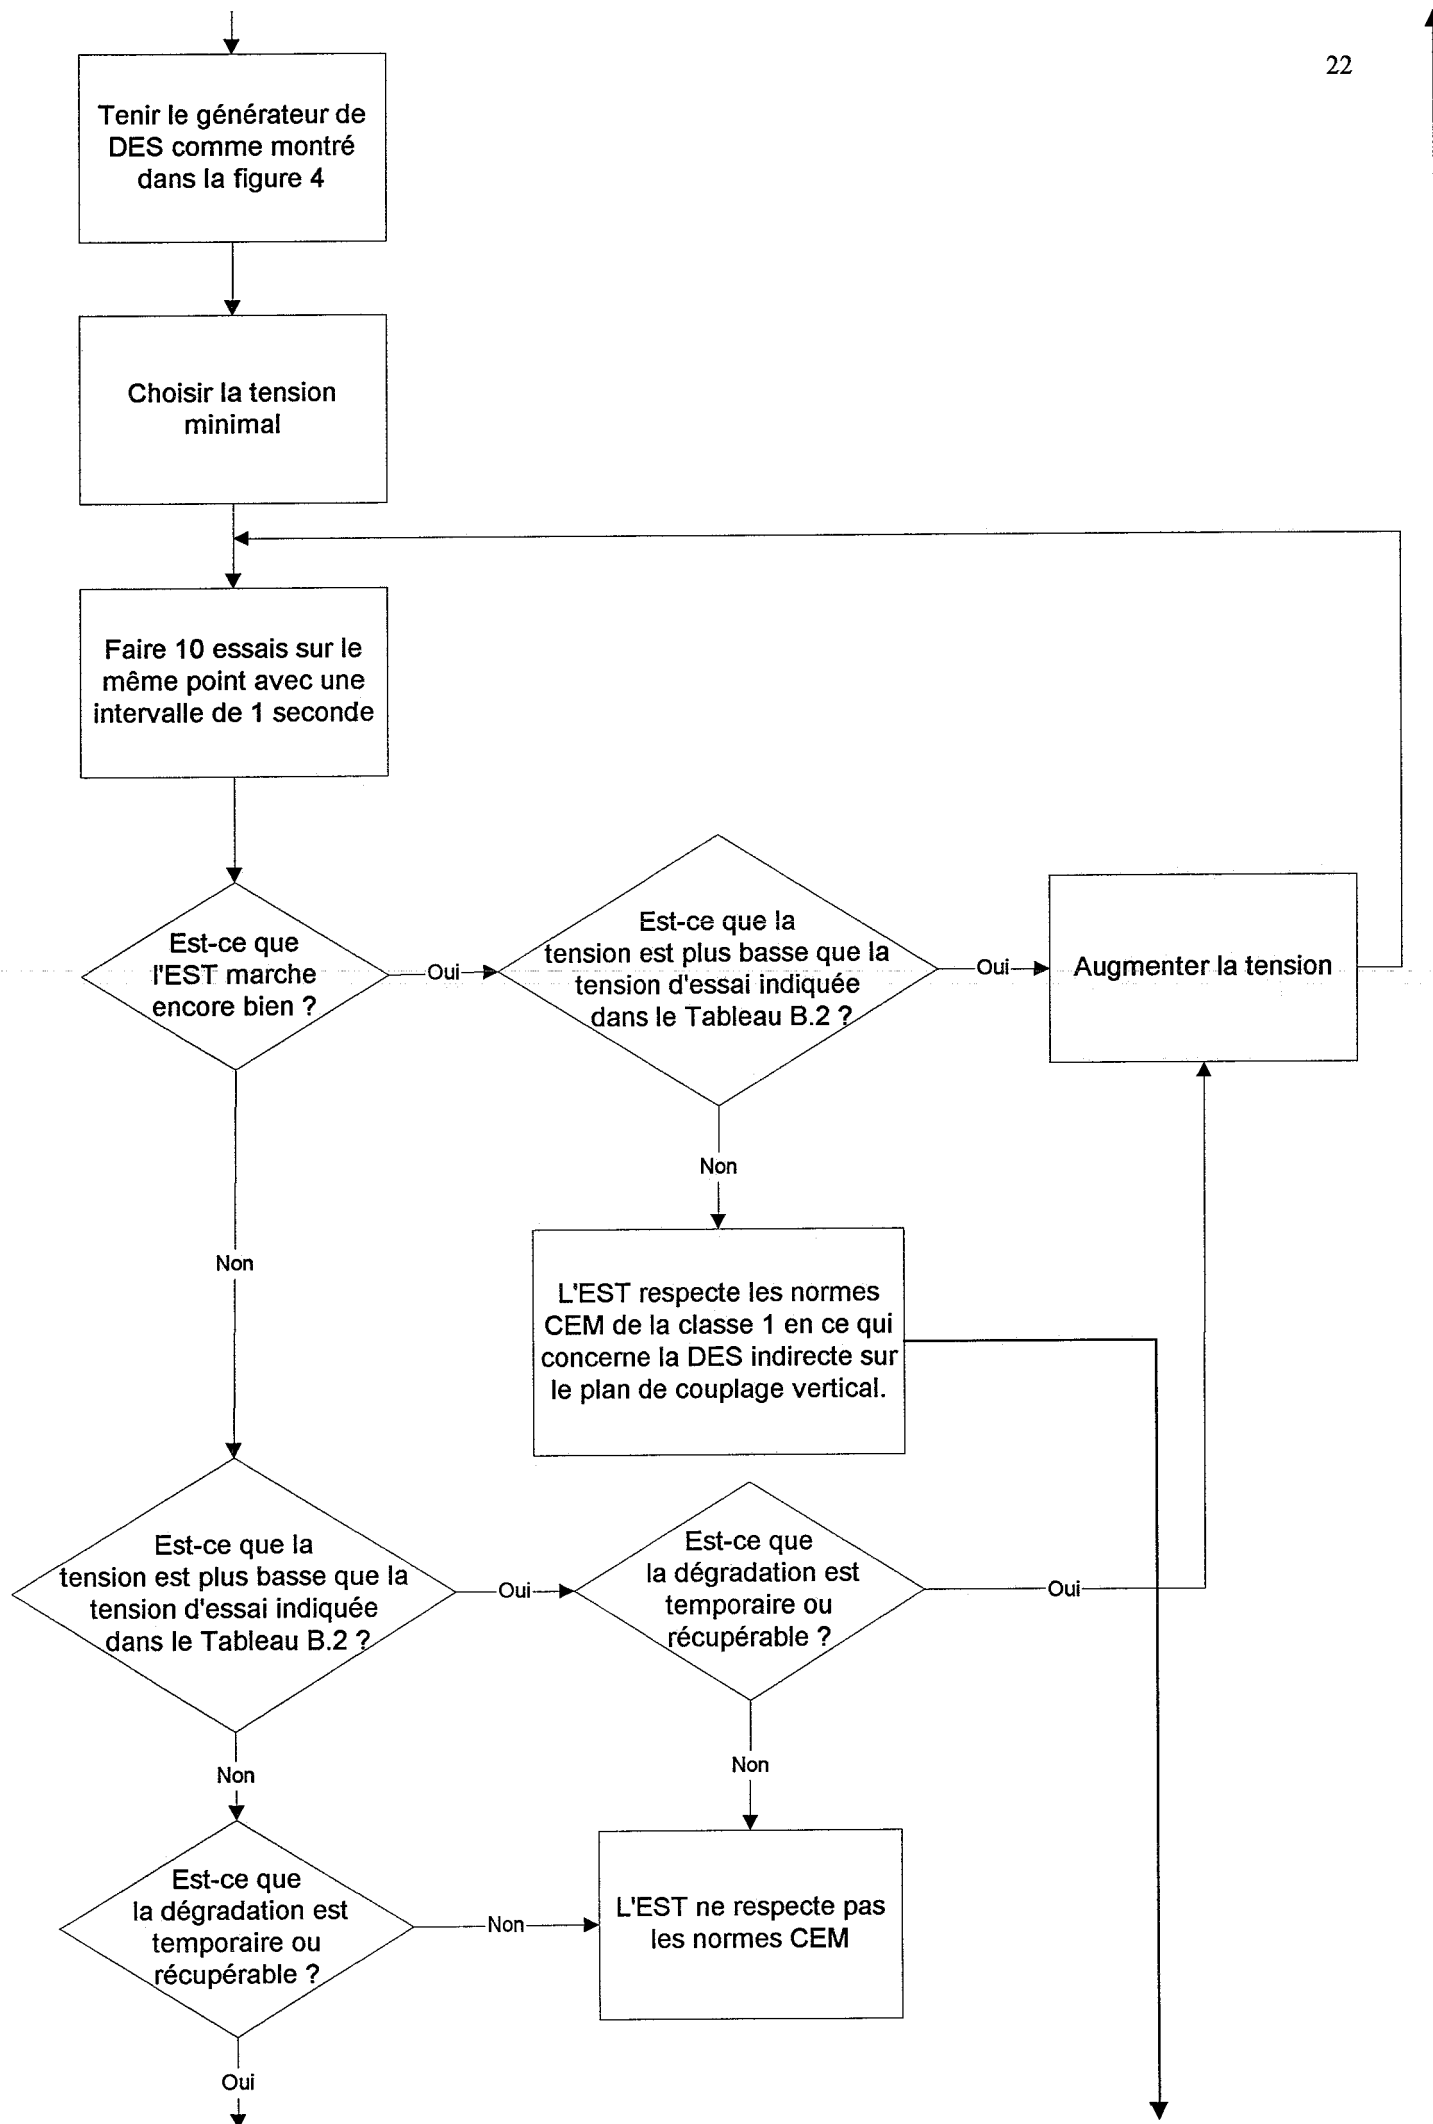 22
Tenir le générateur de
DES comme montré
dans la figure 4
Choisir la tension
minimal
Faire 10 essais sur le
même point avec une
intervalle de 1 seconde
Est-ce que
l'EST marche
encore bien ?
Oui
Est-ce que la
tension est plus basse que la
tension d'essai indiquée
dans le Tableau B.2 ?
Oui
Augmenter la tension
Non
Non
L'EST respecte les normes
CEM de la classe 1 en ce qui
concerne la DES indirecte sur
le plan de couplage vertical.
Est-ce que la
tension est plus basse que la
tension d'essai indiquée
dans le Tableau B.2 ?
Oui
Est-ce que
la dégradation est
temporaire ou
récupérable ?
Oui
Non
Non
Est-ce que
la dégradation est
temporaire ou
récupérable ?
Non
L'EST ne respecte pas
les normes CEM
Oui